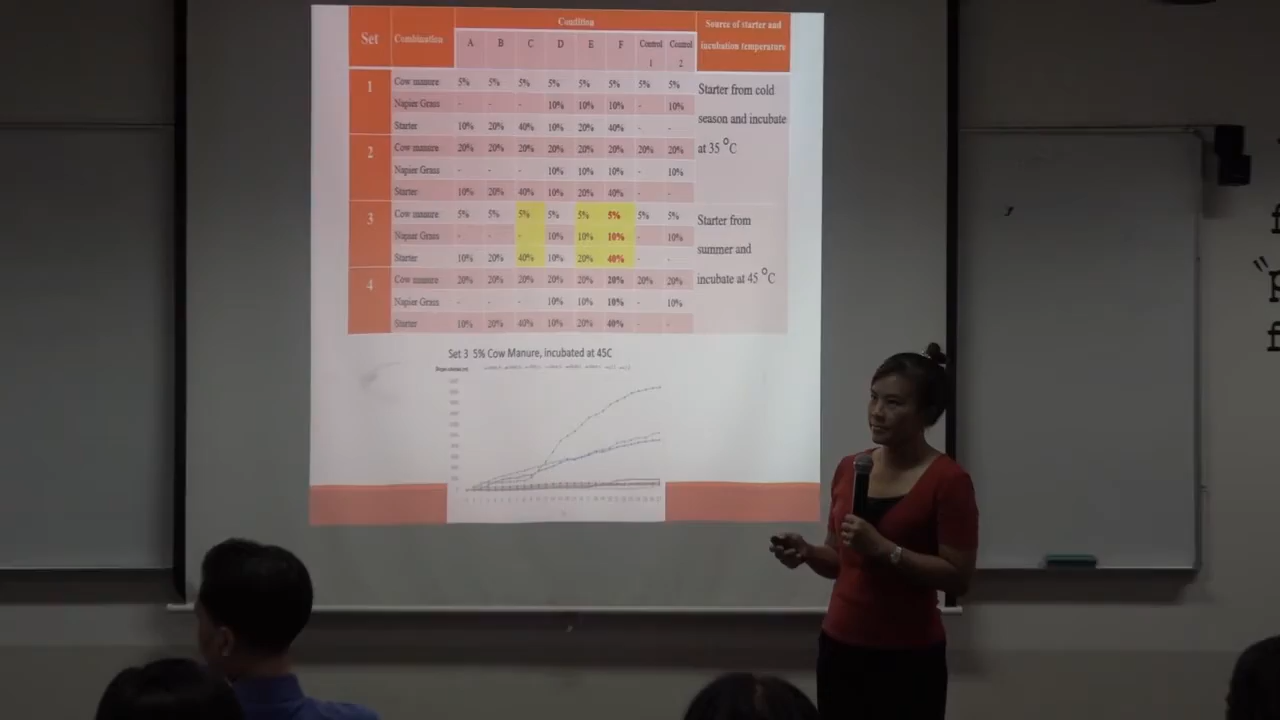 Condition
Source of starter and
Set Combination A B C D E F Control Control incubation temperature
1 2
1 Cow manure 5% 5% 5% 5% 5% 5% 5% 5% Starter from cold
Napier Grass - - - 10% 10% 10% - 10% season and incubate
Starter 10% 20% 40% 10% 20% 40% - - at 35 °C
2 Cow manure 20% 20% 20% 20% 20% 20% 20% 20%
Napier Grass - - - 10% 10% 10% - 10%
Starter 10% 20% 40% 10% 20% 40% - -
3 Cow manure 5% 5% 5% 5% 5% 5% 5% 5% Starter from
Napier Grass - - - 10% 10% 10% - 10% summer and
Starter 10% 20% 40% 10% 20% 40% - - incubate at 45 °C
4 Cow manure 20% 20% 20% 20% 20% 20% 20% 20%
Napier Grass - - - 10% 10% 10% - 10%
Starter 10% 20% 40% 10% 20% 40% - -
Set 3 5% Cow Manure, incubated at 45C